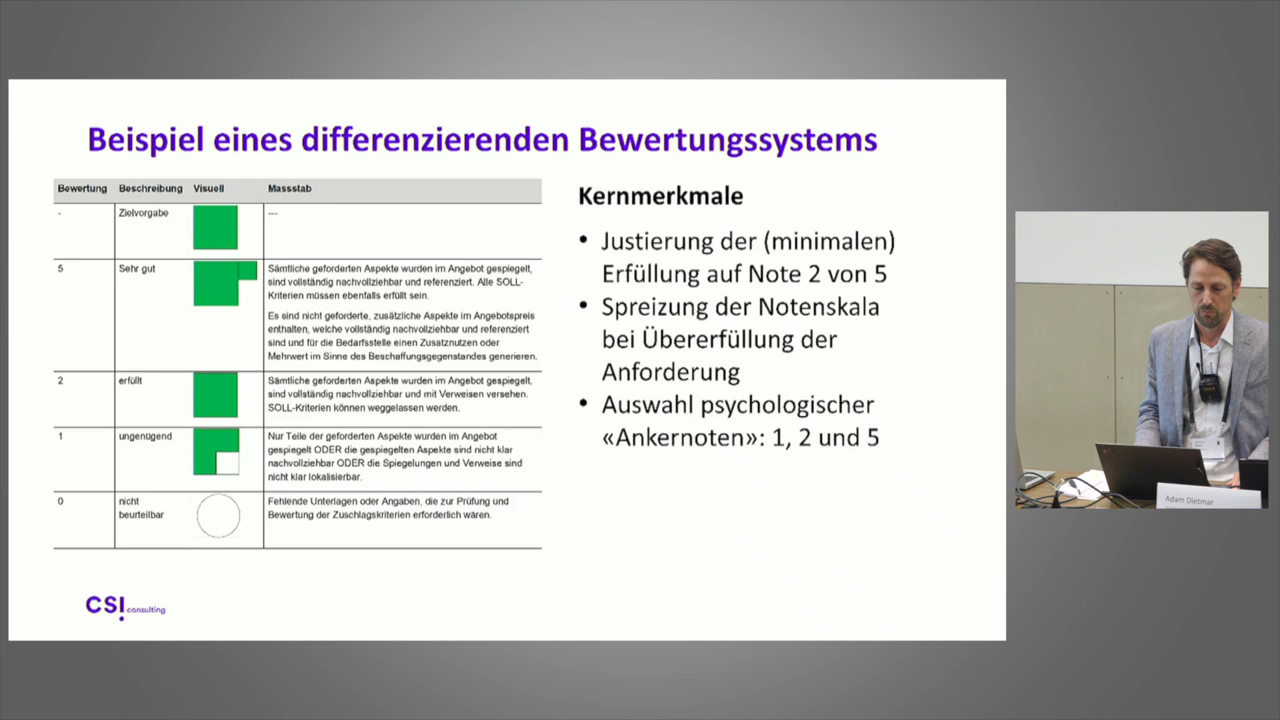 Beispiel eines differenzierenden Bewertungssystems
Bewertung Beschreibung Visuell Massstab
- Zielvorgabe ---
5 Sehr gut Sämtliche geforderten Aspekte wurden im Angebot gespiegelt,
sind vollständig nachvollziehbar und referenziert. Alle SOLL-
Kriterien müssen ebenfalls erfüllt sein.
Es sind nicht geforderte, zusätzliche Aspekte im Angebotspreis
enthalten, welche vollständig nachvollziehbar und referenziert
sind und für die Bedarfsstelle einen Zusatznutzen oder
Mehrwert im Sinne des Beschaffungsgegenstandes generieren.
2 erfüllt Sämtliche geforderten Aspekte wurden im Angebot gespiegelt,
sind vollständig nachvollziehbar und mit Verweisen versehen.
SOLL-Kriterien können weggelassen werden.
1 ungenügend Nur Teile der geforderten Aspekte wurden im Angebot
gespiegelt ODER die gespiegelten Aspekte sind nicht klar
nachvollziehbar ODER die Spiegelungen und Verweise sind
nicht klar lokalisierbar.
0 nicht Fehlende Unterlagen oder Angaben, die zur Prüfung und
beurteilbar Bewertung der Zuschlagskriterien erforderlich wären.
Kernmerkmale
• Justierung der (minimalen)
Erfüllung auf Note 2 von 5
• Spreizung der Notenskala
bei Übererfüllung der
Anforderung
• Auswahl psychologischer
«Ankernoten»: 1, 2 und 5
CSI consulting
Adam Dietmar